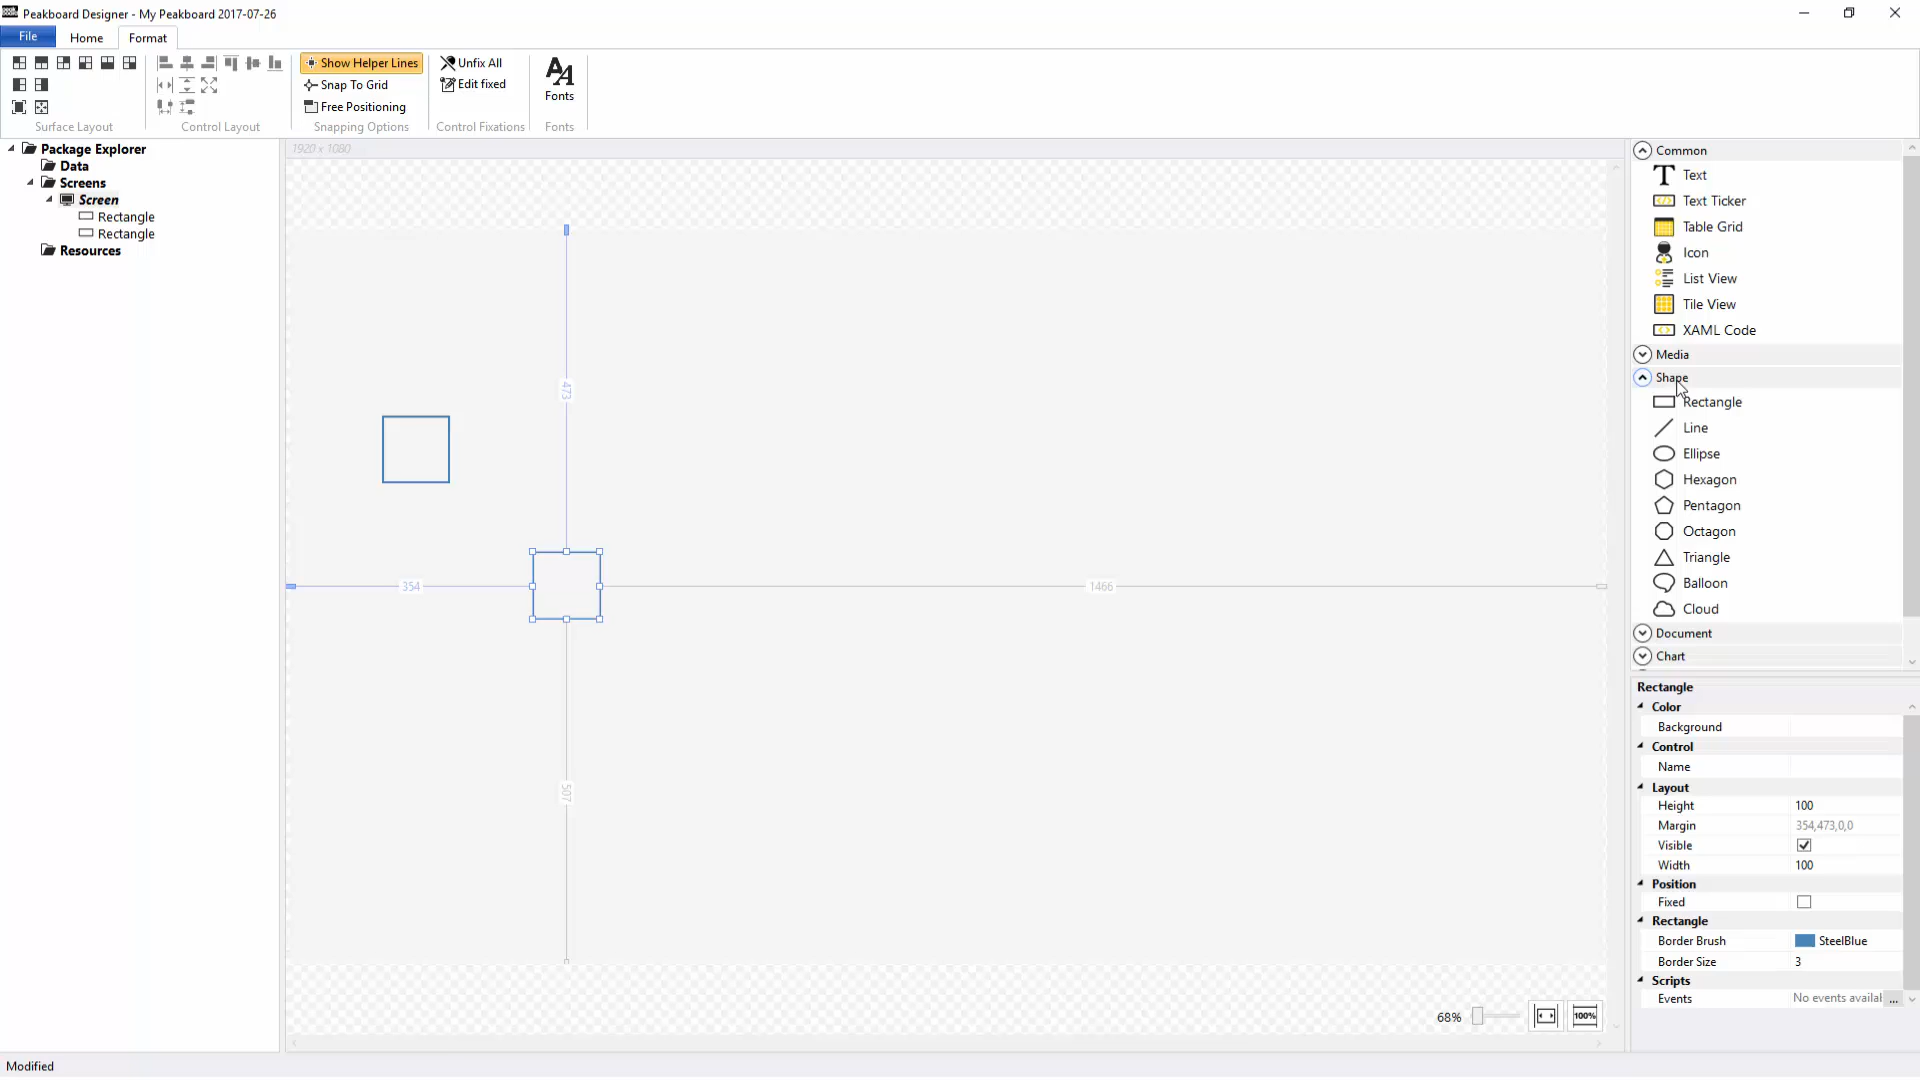 Peakboard Designer - My Peakboard 2017-07-26
File
Home
Format
Show Helper Lines
Snap To Grid
Free Positioning
Unfix All
Edit fixed
Fonts
Surface Layout
Control Layout
Snapping Options
Control Fixations
Fonts
Package Explorer
Data
Screens
Screen
Rectangle
Rectangle
Resources
1920 x 1080
473
354
1466
507
68%
100%
Common
Text
Text Ticker
Table Grid
Icon
List View
Tile View
XAML Code
Media
Shape
Rectangle
Line
Ellipse
Hexagon
Pentagon
Octagon
Triangle
Balloon
Cloud
Document
Chart
Rectangle
Color
Background
Control
Name
Layout
Height 100
Margin 354,473,0,0
Visible
Width 100
Position
Fixed
Rectangle
Border Brush SteelBlue
Border Size 3
Scripts
Events No events availal ...
Modified